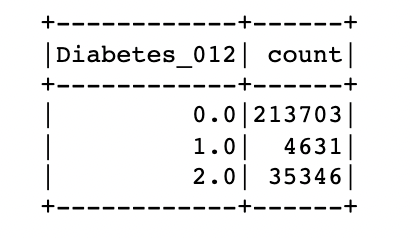 +------------+------+
|Diabetes_012| count|
+------------+------+
|         0.0|213703|
|         1.0|  4631|
|         2.0| 35346|
+------------+------+